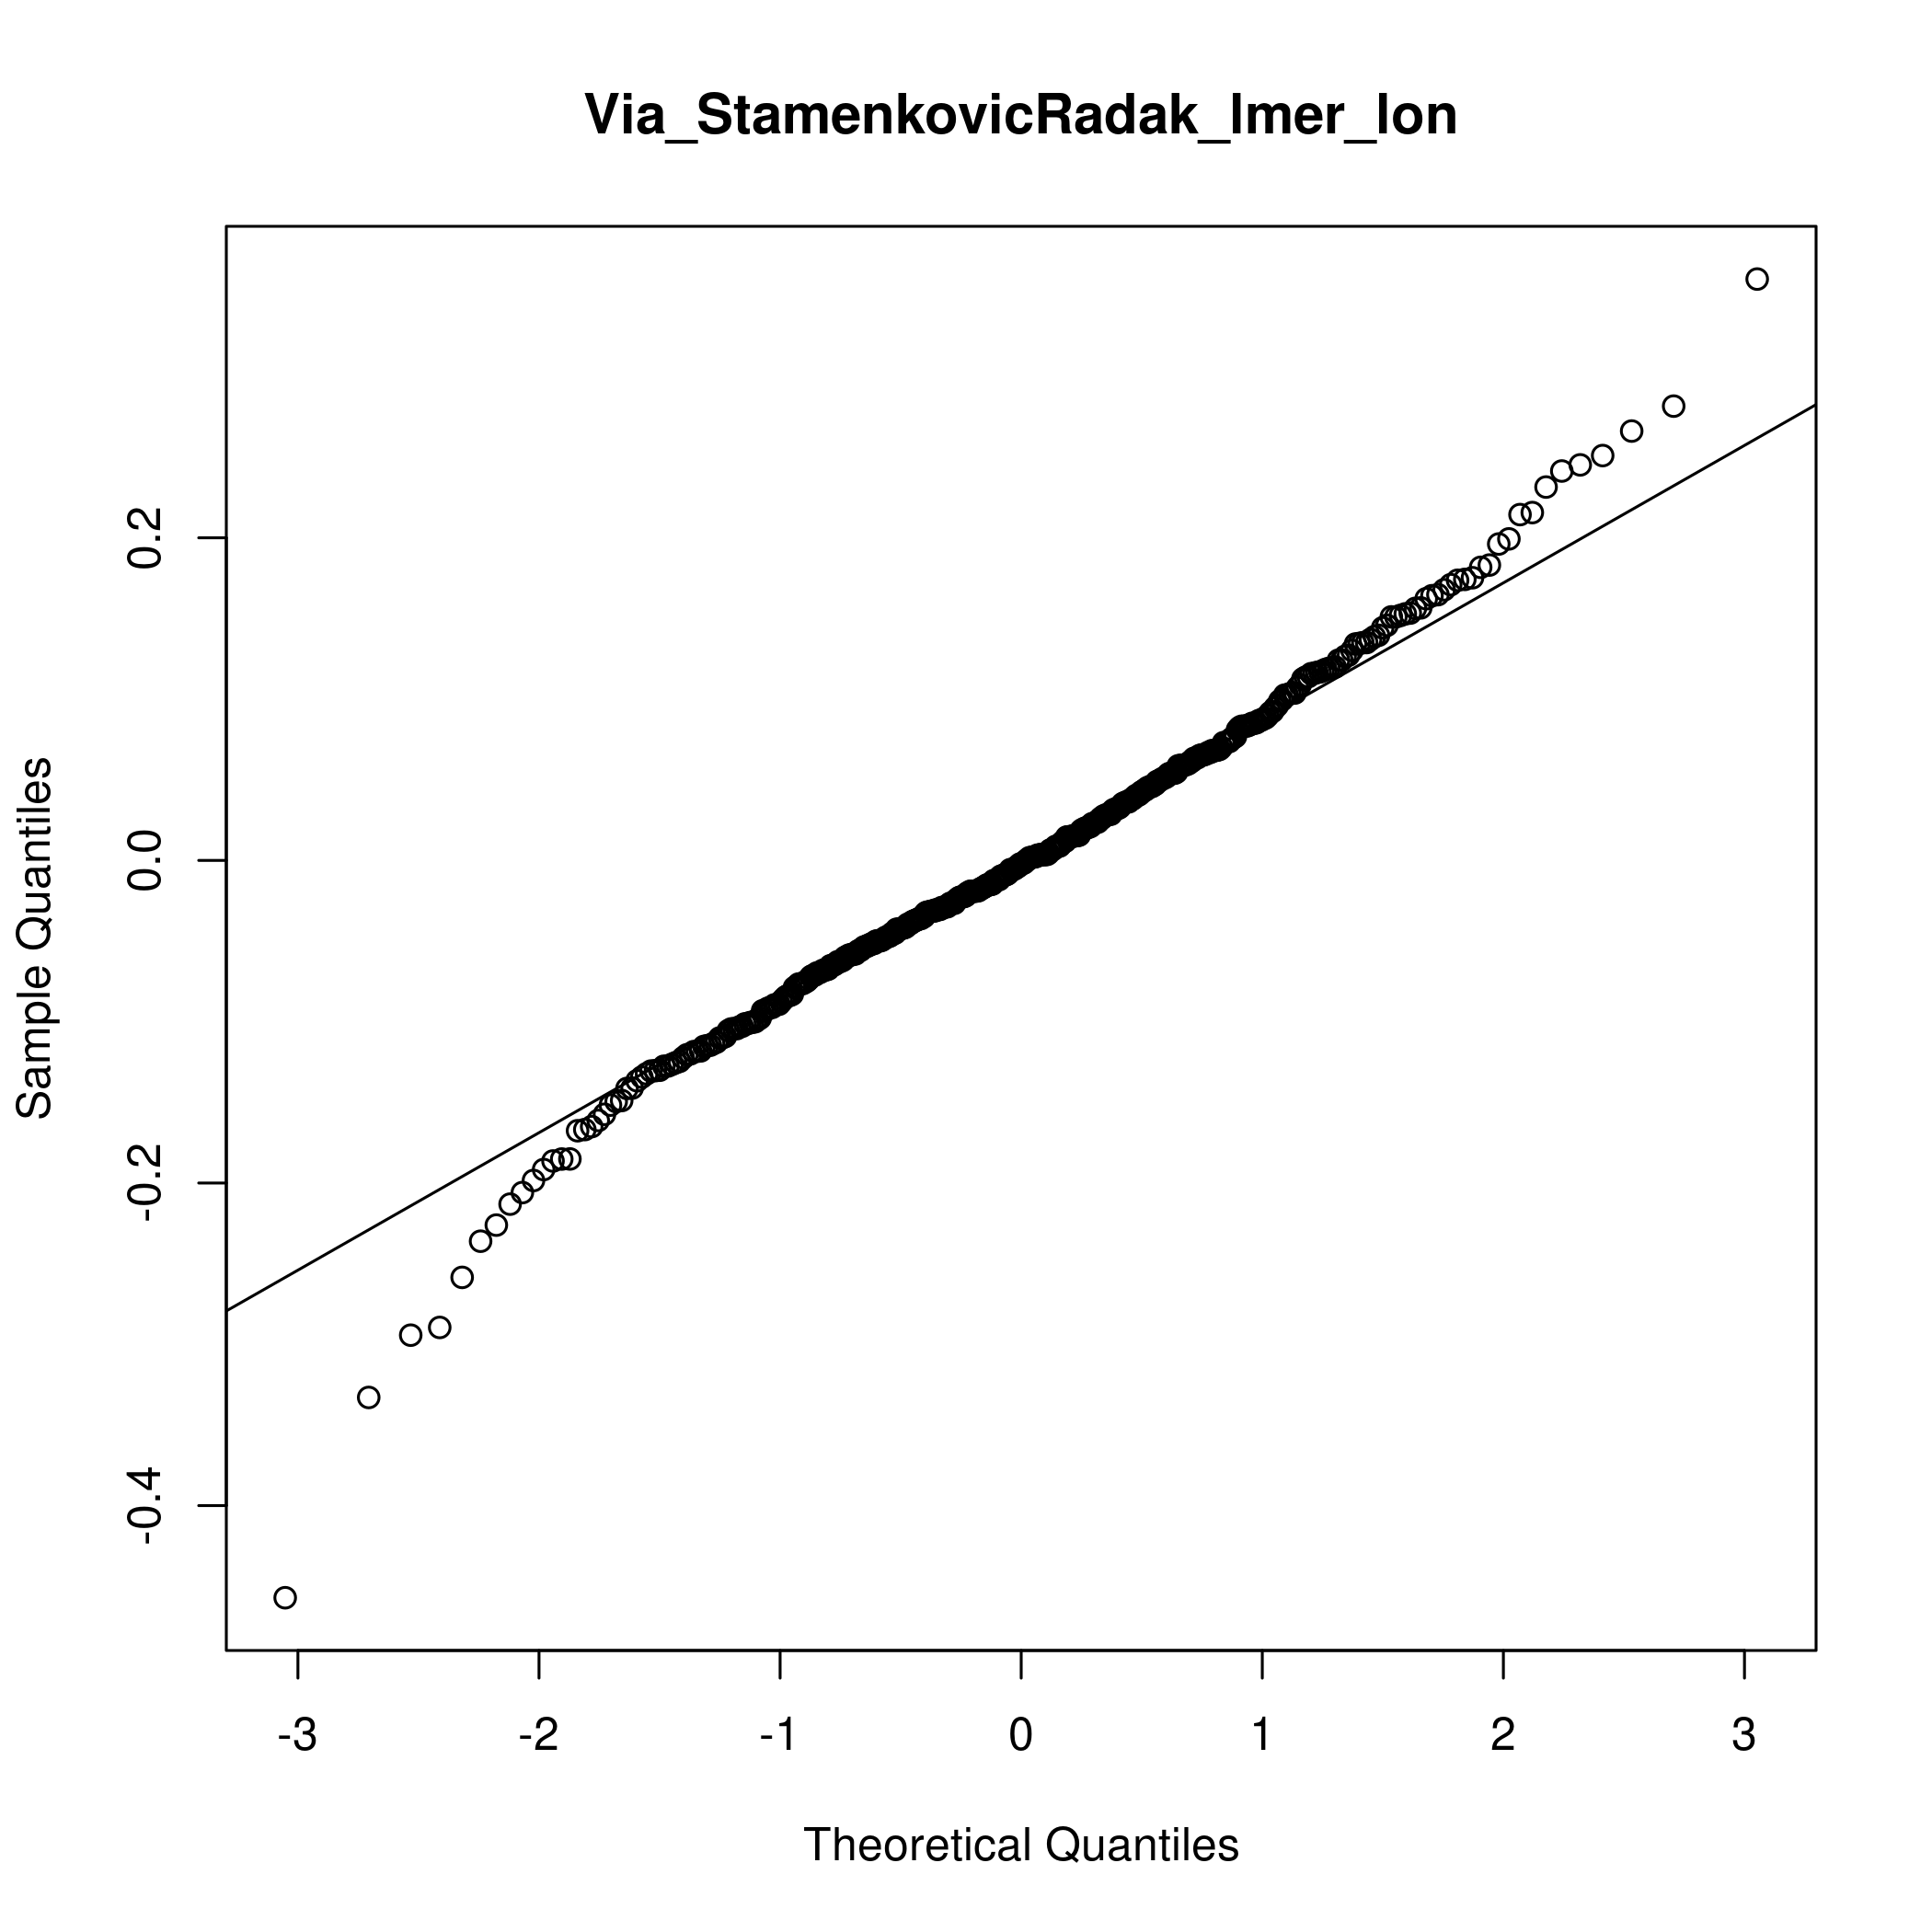 Via_StamenkovicRadak_lmer_lon
Sample Quantiles
0.2
0.0
-0.2
-0.4
-3 -2 -1 0 1 2 3
Theoretical Quantiles